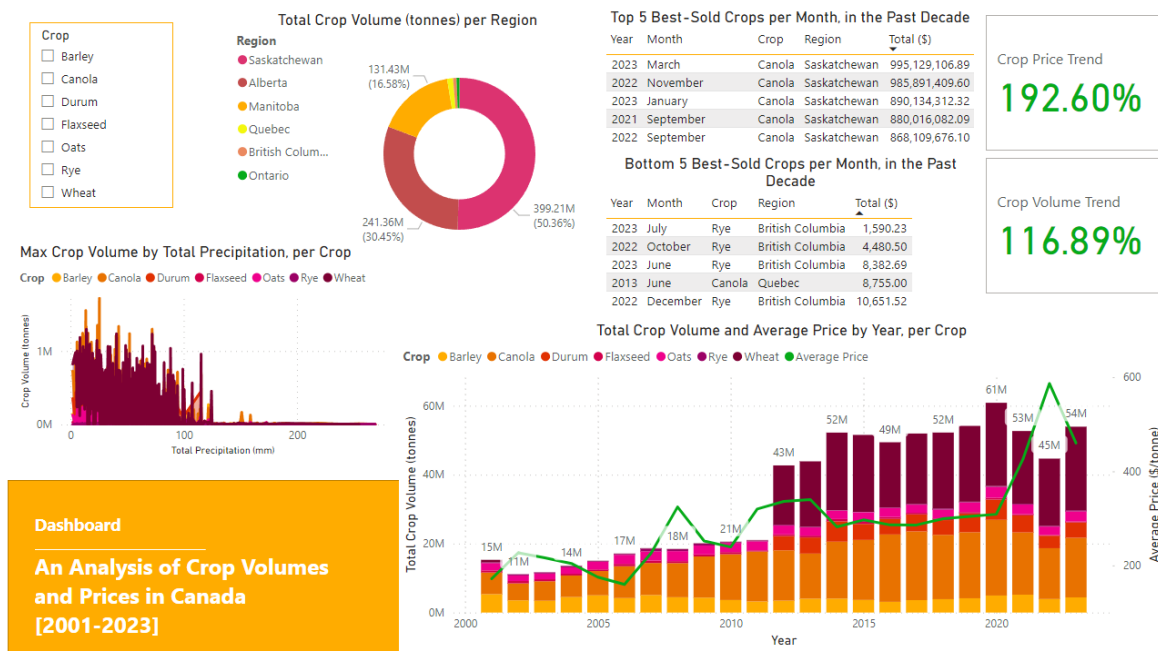 Crop
Barley
Canola
Durum
Flaxseed
Oats
Rye
Wheat
Total Crop Volume (tonnes) per Region
Region
Saskatchewan
Alberta
Manitoba
Quebec
British Colum...
Ontario
131.43M
(16.58%)
241.36M
(30.45%)
399.21M
(50.36%)
Top 5 Best-Sold Crops per Month, in the Past Decade
Year Month Crop Region Total ($)
2023 March Canola Saskatchewan 995,129,106.89
2022 November Canola Saskatchewan 985,891,409.60
2023 January Canola Saskatchewan 890,134,312.32
2021 September Canola Saskatchewan 880,016,082.09
2022 September Canola Saskatchewan 868,109,676.10
Bottom 5 Best-Sold Crops per Month, in the Past
Decade
Year Month Crop Region Total ($)
2023 July Rye British Columbia 1,590.23
2022 October Rye British Columbia 4,480.50
2023 June Rye British Columbia 8,382.69
2013 June Canola Quebec 8,755.00
2022 December Rye British Columbia 10,651.52
Crop Price Trend
192.60%
Crop Volume Trend
116.89%
Max Crop Volume by Total Precipitation, per Crop
Crop Barley Canola Durum Flaxseed Oats Rye Wheat
Crop Volume (tonnes)
1M
0M
0 100 200
Total Precipitation (mm)
Dashboard
An Analysis of Crop Volumes
and Prices in Canada
[2001-2023]
Total Crop Volume and Average Price by Year, per Crop
Crop Barley Canola Durum Flaxseed Oats Rye Wheat Average Price
Total Crop Volume (tonnes)
60M
40M
20M
0M
15M 11M 14M 17M 18M 21M 43M 52M 49M 52M 61M 53M 45M 54M
600
400
200
Average Price ($/tonne)
2000 2005 2010 2015 2020
Year